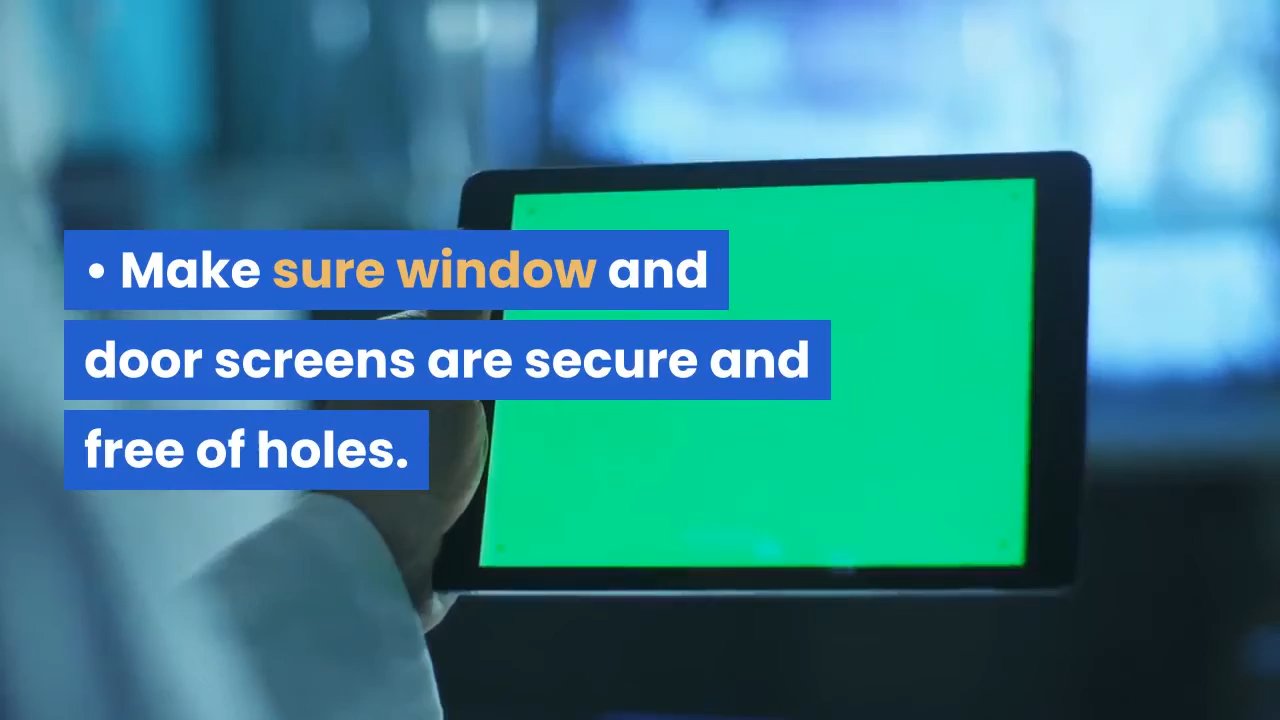 • Make sure window and
door screens are secure and
free of holes.